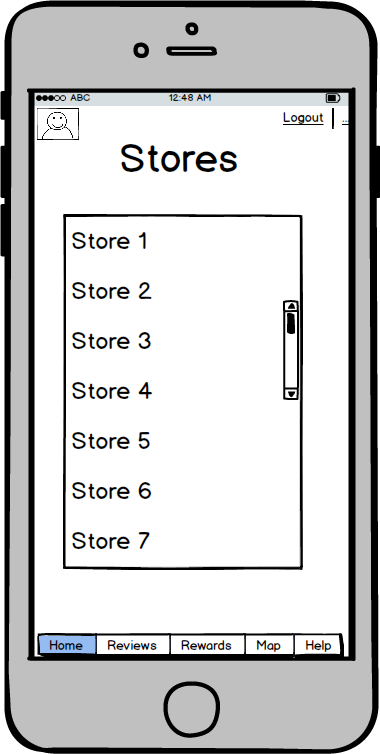 ABC 12:48 AM
Logout ...
Stores
Store 1
Store 2
Store 3
Store 4
Store 5
Store 6
Store 7
Home Reviews Rewards Map Help